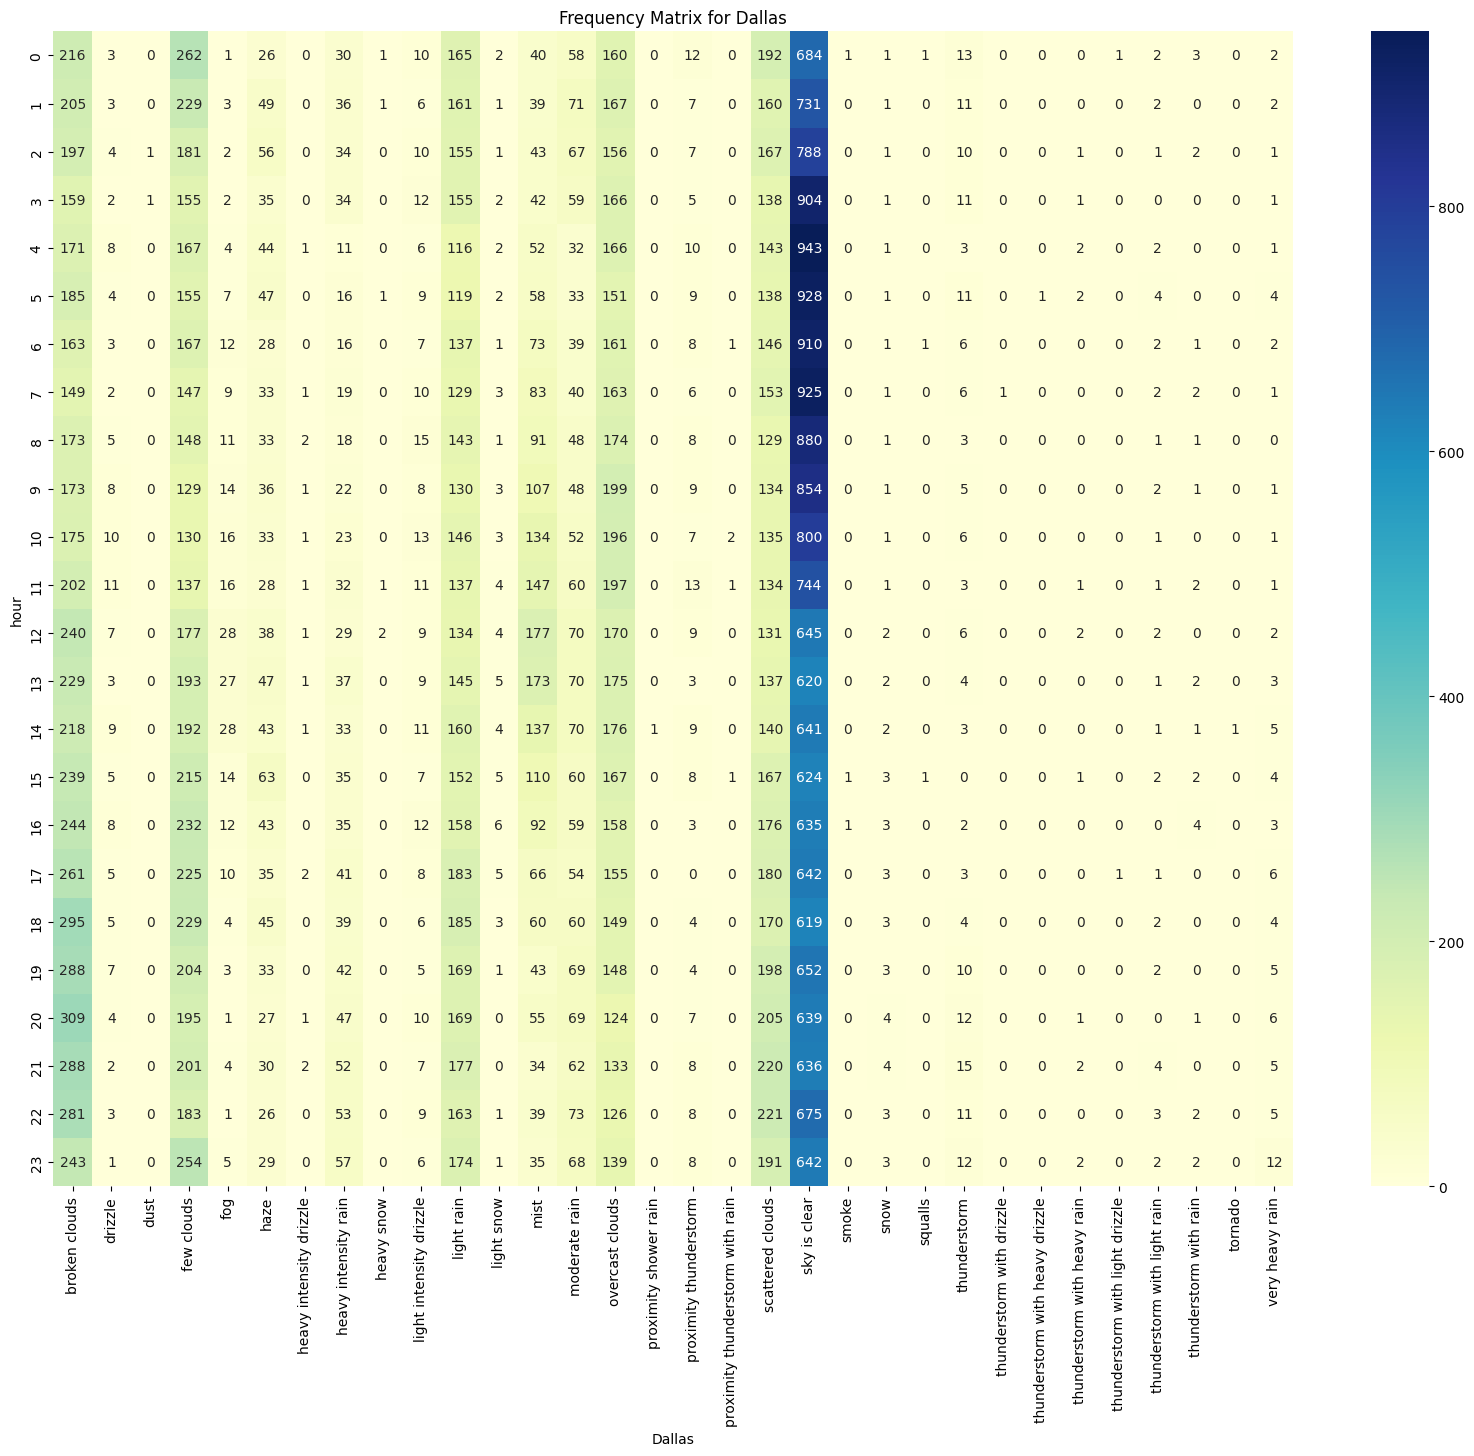 Frequency Matrix for Dallas
0 216 3 0 262 1 26 0 30 1 10 165 2 40 58 160 0 12 0 192 684 1 1 1 13 0 0 0 1 2 3 0 2
1 205 3 0 229 3 49 0 36 1 6 161 1 39 71 167 0 7 0 160 731 0 1 0 11 0 0 0 0 2 0 0 2
2 197 4 1 181 2 56 0 34 0 10 155 1 43 67 156 0 7 0 167 788 0 1 0 10 0 0 1 0 1 2 0 1
3 159 2 1 155 2 35 0 34 0 12 155 2 42 59 166 0 5 0 138 904 0 1 0 11 0 0 1 0 0 0 0 1
4 171 8 0 167 4 44 1 11 0 6 116 2 52 32 166 0 10 0 143 943 0 1 0 3 0 0 2 0 2 0 0 1
5 185 4 0 155 7 47 0 16 1 9 119 2 58 33 151 0 9 0 138 928 0 1 0 11 0 1 2 0 4 0 0 4
6 163 3 0 167 12 28 0 16 0 7 137 1 73 39 161 0 8 1 146 910 0 1 1 6 0 0 0 0 2 1 0 2
7 149 2 0 147 9 33 1 19 0 10 129 3 83 40 163 0 6 0 153 925 0 1 0 6 1 0 0 0 2 2 0 1
8 173 5 0 148 11 33 2 18 0 15 143 1 91 48 174 0 8 0 129 880 0 1 0 3 0 0 0 0 1 1 0 0
9 173 8 0 129 14 36 1 22 0 8 130 3 107 48 199 0 9 0 134 854 0 1 0 5 0 0 0 0 2 1 0 1
10 175 10 0 130 16 33 1 23 0 13 146 3 134 52 196 0 7 2 135 800 0 1 0 6 0 0 0 0 1 0 0 1
11 202 11 0 137 16 28 1 32 1 11 137 4 147 60 197 0 13 1 134 744 0 1 0 3 0 0 1 0 1 2 0 1
12 240 7 0 177 28 38 1 29 2 9 134 4 177 70 170 0 9 0 131 645 0 2 0 6 0 0 2 0 2 0 0 2
13 229 3 0 193 27 47 1 37 0 9 145 5 173 70 175 0 3 0 137 620 0 2 0 4 0 0 0 0 1 2 0 3
14 218 9 0 192 28 43 1 33 0 11 160 4 137 70 176 1 9 0 140 641 0 2 0 3 0 0 0 0 1 1 1 5
15 239 5 0 215 14 63 0 35 0 7 152 5 110 60 167 0 8 1 167 624 1 3 1 0 0 0 1 0 2 2 0 4
16 244 8 0 232 12 43 0 35 0 12 158 6 92 59 158 0 3 0 176 635 1 3 0 2 0 0 0 0 0 4 0 3
17 261 5 0 225 10 35 2 41 0 8 183 5 66 54 155 0 0 0 180 642 0 3 0 3 0 0 0 1 1 0 0 6
18 295 5 0 229 4 45 0 39 0 6 185 3 60 60 149 0 4 0 170 619 0 3 0 4 0 0 0 0 2 0 0 4
19 288 7 0 204 3 33 0 42 0 5 169 1 43 69 148 0 4 0 198 652 0 3 0 10 0 0 0 0 2 0 0 5
20 309 4 0 195 1 27 1 47 0 10 169 0 55 69 124 0 7 0 205 639 0 4 0 12 0 0 1 0 0 1 0 6
21 288 2 0 201 4 30 2 52 0 7 177 0 34 62 133 0 8 0 220 636 0 4 0 15 0 0 2 0 4 0 0 5
22 281 3 0 183 1 26 0 53 0 9 163 1 39 73 126 0 8 0 221 675 0 3 0 11 0 0 0 0 3 2 0 5
23 243 1 0 254 5 29 0 57 0 6 174 1 35 68 139 0 8 0 191 642 0 3 0 12 0 0 2 0 2 2 0 12
hour
broken clouds
drizzle
dust
few clouds
fog
haze
heavy intensity drizzle
heavy intensity rain
heavy snow
light intensity drizzle
light rain
light snow
mist
moderate rain
overcast clouds
proximity shower rain
proximity thunderstorm
proximity thunderstorm with rain
scattered clouds
sky is clear
smoke
snow
squalls
thunderstorm
thunderstorm with drizzle
thunderstorm with heavy drizzle
thunderstorm with heavy rain
thunderstorm with light drizzle
thunderstorm with light rain
thunderstorm with rain
tornado
very heavy rain
Dallas
800
600
400
200
0